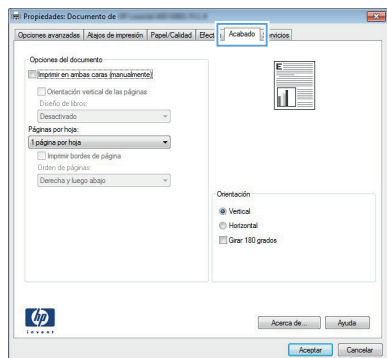 Propiedades: Documento de
Opciones avanzadas Atajos de impresión Papel/Calidad Efect Acabado rvicios
Opciones del documento
Imprimir en ambas caras (manualmente)
Orientación vertical de las páginas
Diseño de libro:
Desactivado
Páginas por hoja:
1 página por hoja
Imprimir bordes de página
Orden de páginas:
Derecha y luego abajo
E
Orientación
Vertical
Horizontal
Girar 180 grados
hp
invent
Acerca de... Ayuda
Aceptar Cancelar